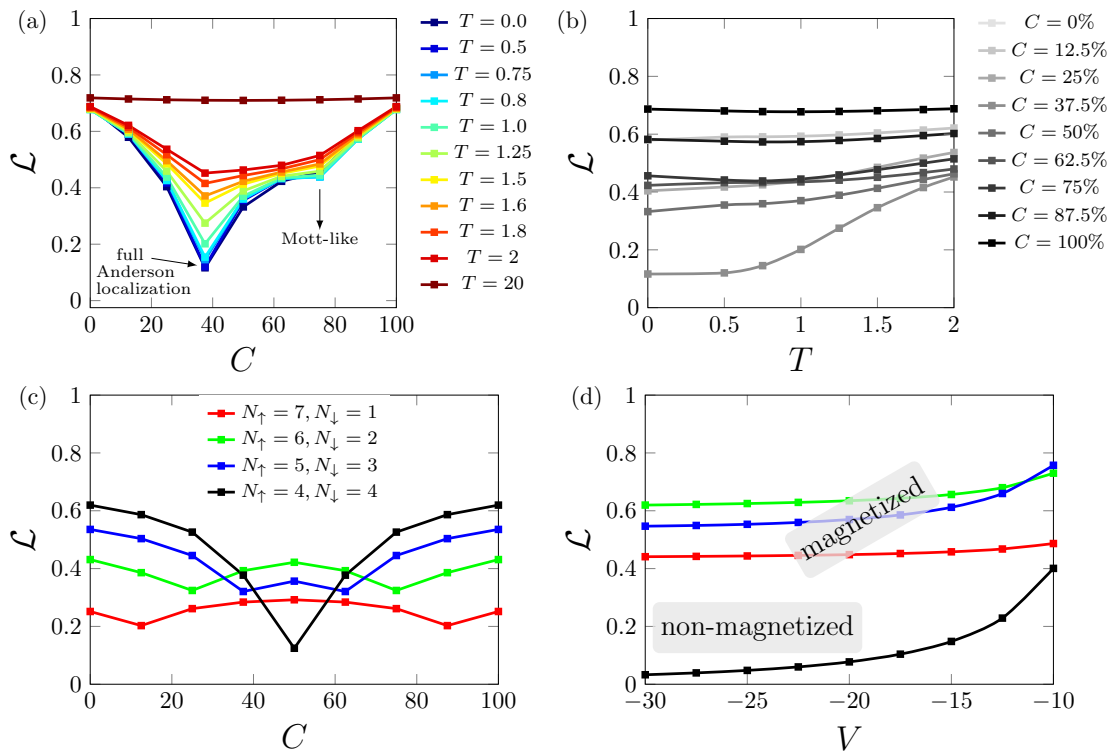 (a)
1
0.8
0.6
0.4
0.2
0
ℒ
0 20 40 60 80 100
C
full
Anderson
localization
Mott-like
T = 0.0
T = 0.5
T = 0.75
T = 0.8
T = 1.0
T = 1.25
T = 1.5
T = 1.6
T = 1.8
T = 2
T = 20
(b)
1
0.8
0.6
0.4
0.2
0
ℒ
0 0.5 1 1.5 2
T
C = 0%
C = 12.5%
C = 25%
C = 37.5%
C = 50%
C = 62.5%
C = 75%
C = 87.5%
C = 100%
(c)
1
0.8
0.6
0.4
0.2
0
ℒ
0 20 40 60 80 100
C
N↑ = 7, N↓ = 1
N↑ = 6, N↓ = 2
N↑ = 5, N↓ = 3
N↑ = 4, N↓ = 4
(d)
1
0.8
0.6
0.4
0.2
0
ℒ
−30 −25 −20 −15 −10
V
magnetized
non-magnetized